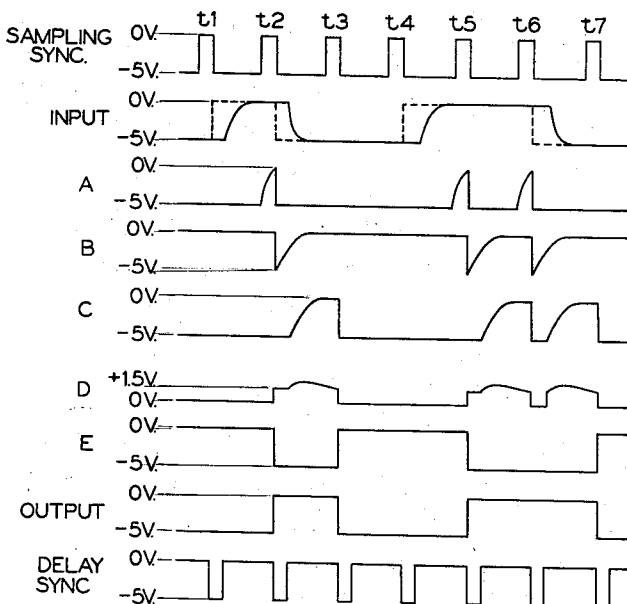 t1 t2 t3 t4 t5 t6 t7
SAMPLING
SYNC.
0V.
-5V.
INPUT
0V.
-5V.
A
0V.
-5V.
B
0V.
-5V.
C
0V.
-5V.
D
+1.5V.
0V.
E
0V.
-5V.
OUTPUT
0V.
-5V.
DELAY
SYNC
0V.
-5V.